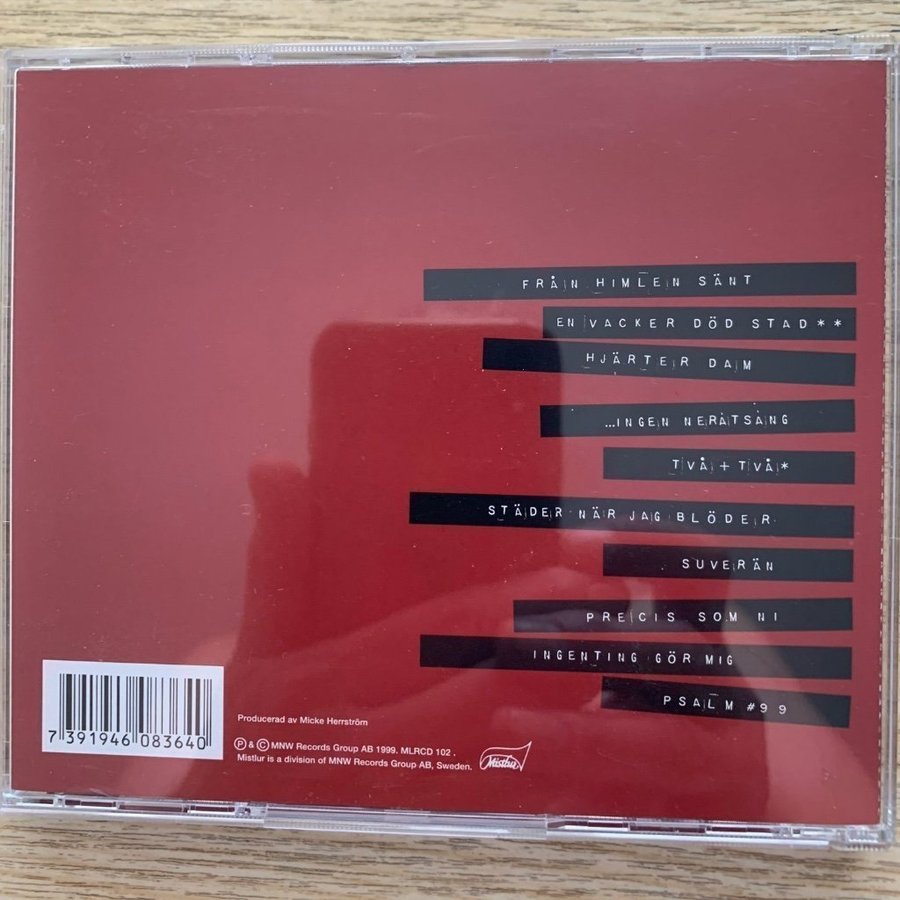 FRÅN HIMLEN SÄNT
EN VACKER DÖD STAD**
HJÄRTER DAM
...INGEN NERÅTSÅNG
TVÅ + TVÅ*
STÄDER NÄR JAG BLÖDER
SUVERÄN
PRECIS SOM NI
INGENTING GÖR MIG
PSALM #99
7 391946 083640
Producerad av Micke Herrström
Ⓟ & © MNW Records Group AB 1999. MLRCD 102 .
Mistlur is a division of MNW Records Group AB, Sweden.
Mistlur